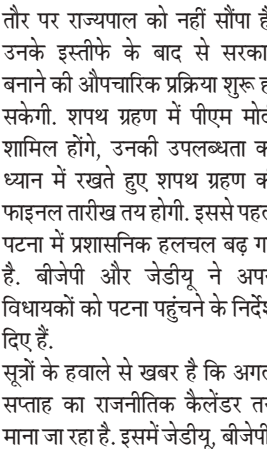 तौर पर राज्यपाल को नहीं सौंपा है
उनके इस्तीफे के बाद से सरका
बनाने की औपचारिक प्रक्रिया शुरू ह
सकेगी. शपथ ग्रहण में पीएम मोद
शामिल होंगे, उनकी उपलब्धता क
ध्यान में रखते हुए शपथ ग्रहण क
फाइनल तारीख तय होगी. इससे पहल
पटना में प्रशासनिक हलचल बढ़ ग
है. बीजेपी और जेडीयू ने अप
विधायकों को पटना पहुंचने के निर्देश
दिए हैं.
सूत्रों के हवाले से खबर है कि अगल
सप्ताह का राजनीतिक कैलेंडर त
माना जा रहा है. इसमें जेडीयू, बीजेपी